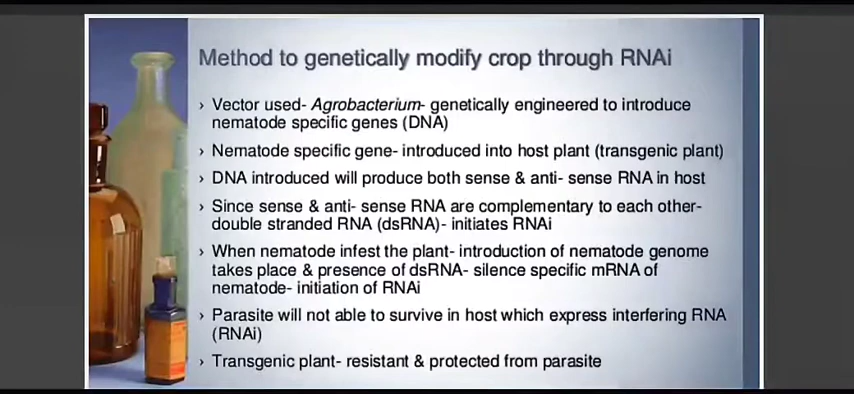 Method to genetically modify crop through RNAi
› Vector used- Agrobacterium- genetically engineered to introduce
nematode specific genes (DNA)
› Nematode specific gene- introduced into host plant (transgenic plant)
› DNA introduced will produce both sense & anti- sense RNA in host
› Since sense & anti- sense RNA are complementary to each other-
double stranded RNA (dsRNA)- initiates RNAi
› When nematode infest the plant- introduction of nematode genome
takes place & presence of dsRNA- silence specific mRNA of
nematode- initiation of RNAi
› Parasite will not able to survive in host which express interfering RNA
(RNAi)
› Transgenic plant- resistant & protected from parasite